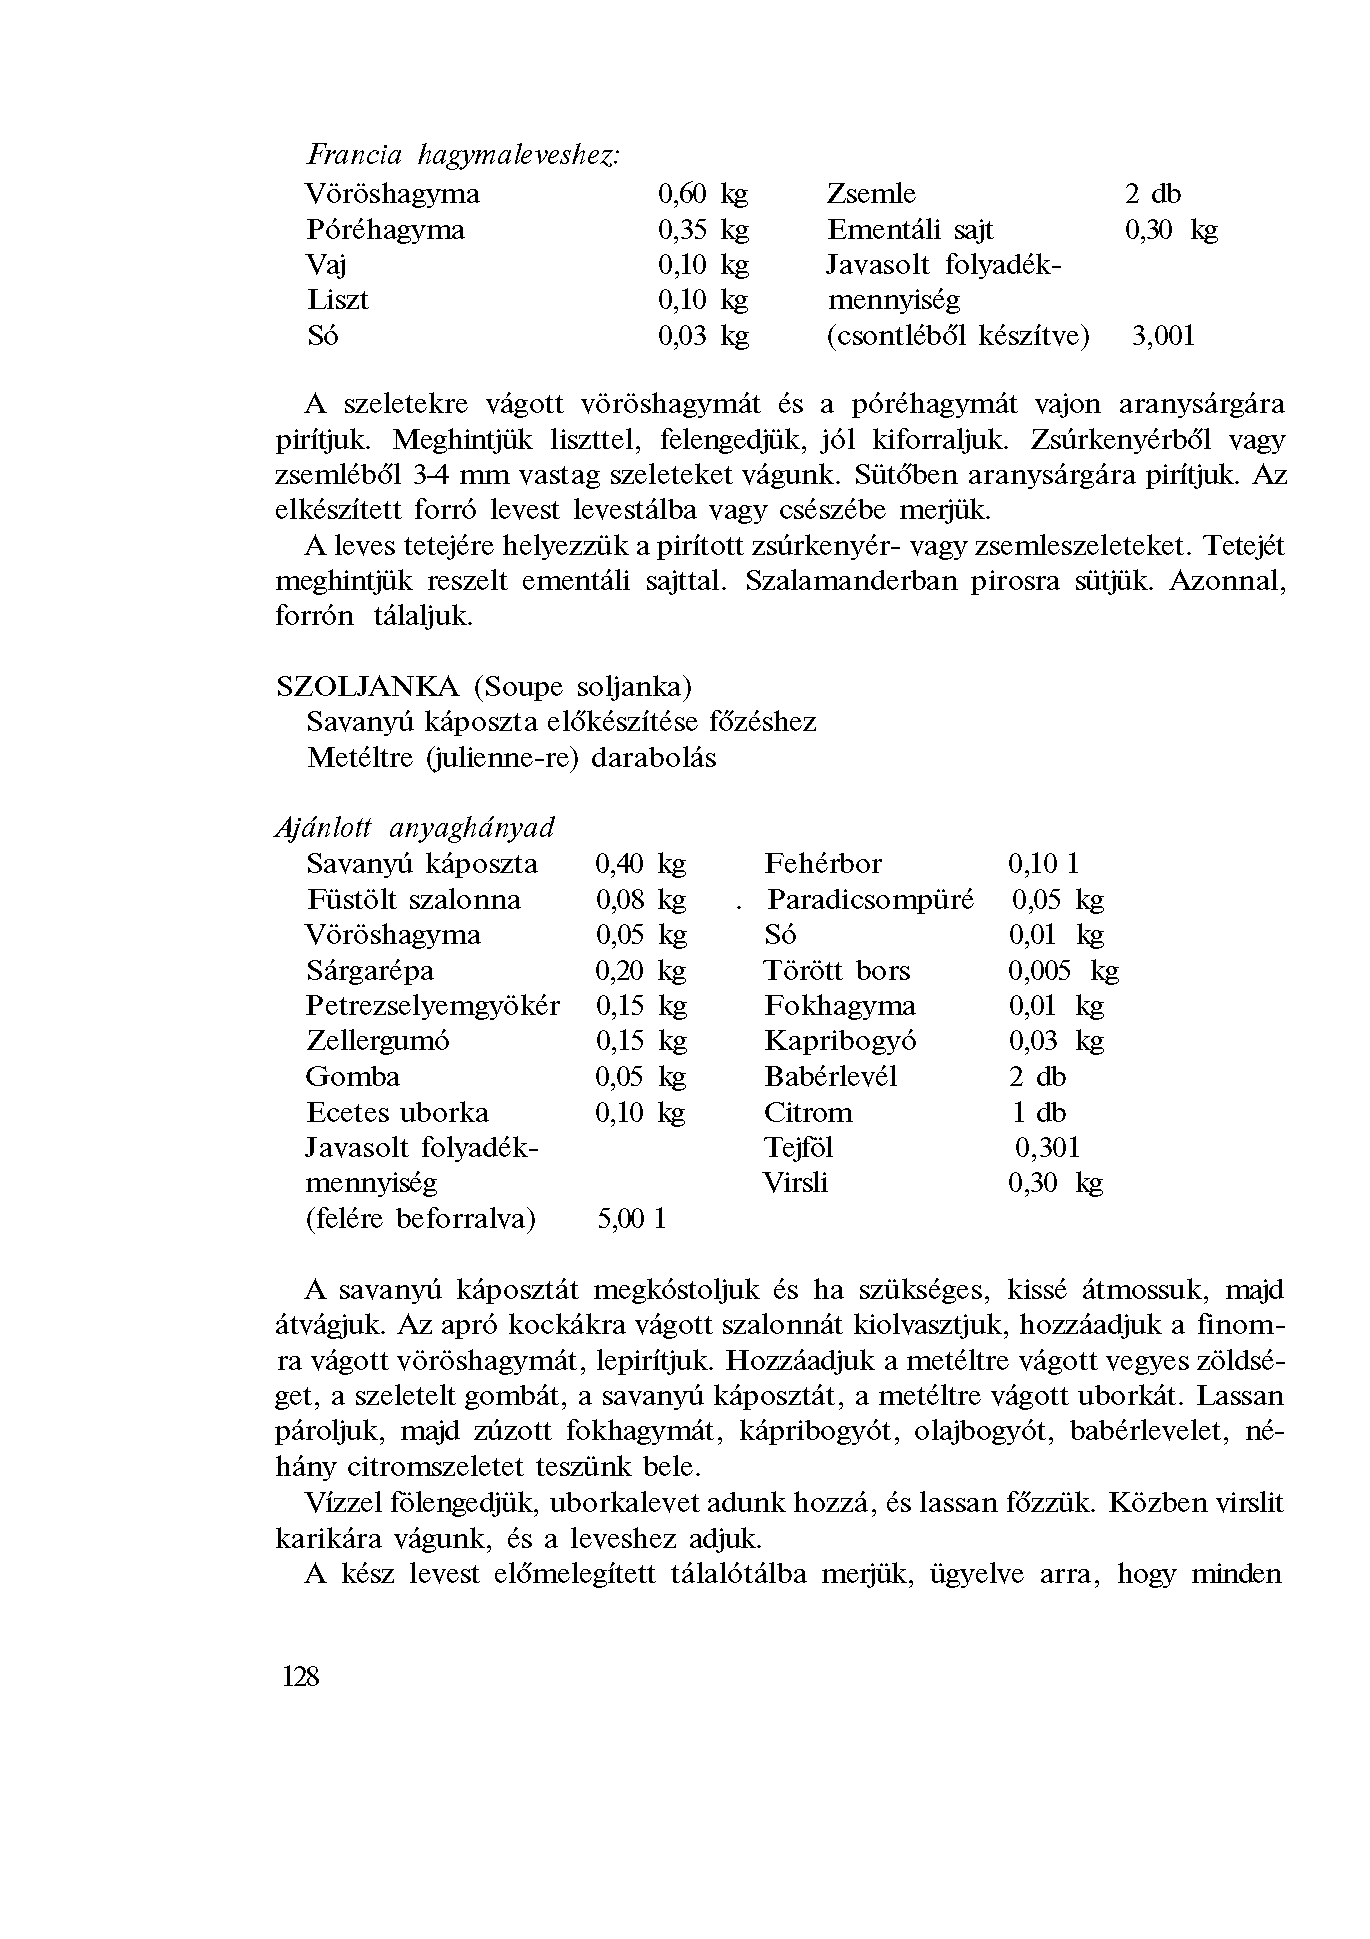 Francia hagymaleveshez:
Vöröshagyma 0,60 kg Zsemle 2 db
Póréhagyma 0,35 kg Ementáli sajt 0,30 kg
Vaj 0,10 kg Javasolt folyadék-
Liszt 0,10 kg mennyiség
Só 0,03 kg (csontléből készítve) 3,001
A szeletekre vágott vöröshagymát és a póréhagymát vajon aranysárgára
pirítjuk. Meghintjük liszttel, felengedjük, jól kiforraljuk. Zsúrkenyérből vagy
zsemléből 3-4 mm vastag szeleteket vágunk. Sütőben aranysárgára pirítjuk. Az
elkészített forró levest levestálba vagy csészébe merjük.
A leves tetejére helyezzük a pirított zsúrkenyér- vagy zsemleszeleteket. Tetejét
meghintjük reszelt ementáli sajttal. Szalamanderban pirosra sütjük. Azonnal,
forrón tálaljuk.
SZOLJANKA (Soupe soljanka)
Savanyú káposzta előkészítése főzéshez
Metéltre (julienne-re) darabolás
Ajánlott anyaghányad
Savanyú káposzta 0,40 kg Fehérbor 0,10 1
Füstölt szalonna 0,08 kg . Paradicsompüré 0,05 kg
Vöröshagyma 0,05 kg Só 0,01 kg
Sárgarépa 0,20 kg Törött bors 0,005 kg
Petrezselyemgyökér 0,15 kg Fokhagyma 0,01 kg
Zellergumó 0,15 kg Kapribogyó 0,03 kg
Gomba 0,05 kg Babérlevél 2 db
Ecetes uborka 0,10 kg Citrom 1 db
Javasolt folyadék- Tejföl 0,301
mennyiség Virsli 0,30 kg
(felére beforralva) 5,00 1
A savanyú káposztát megkóstoljuk és ha szükséges, kissé átmossuk, majd
átvágjuk. Az apró kockákra vágott szalonnát kiolvasztjuk, hozzáadjuk a finom-
ra vágott vöröshagymát, lepirítjuk. Hozzáadjuk a metéltre vágott vegyes zöldsé-
get, a szeletelt gombát, a savanyú káposztát, a metéltre vágott uborkát. Lassan
pároljuk, majd zúzott fokhagymát, kápribogyót, olajbogyót, babérlevelet, né-
hány citromszeletet teszünk bele.
Vízzel fölengedjük, uborkalevet adunk hozzá, és lassan főzzük. Közben virslit
karikára vágunk, és a leveshez adjuk.
A kész levest előmelegített tálalótálba merjük, ügyelve arra, hogy minden
128